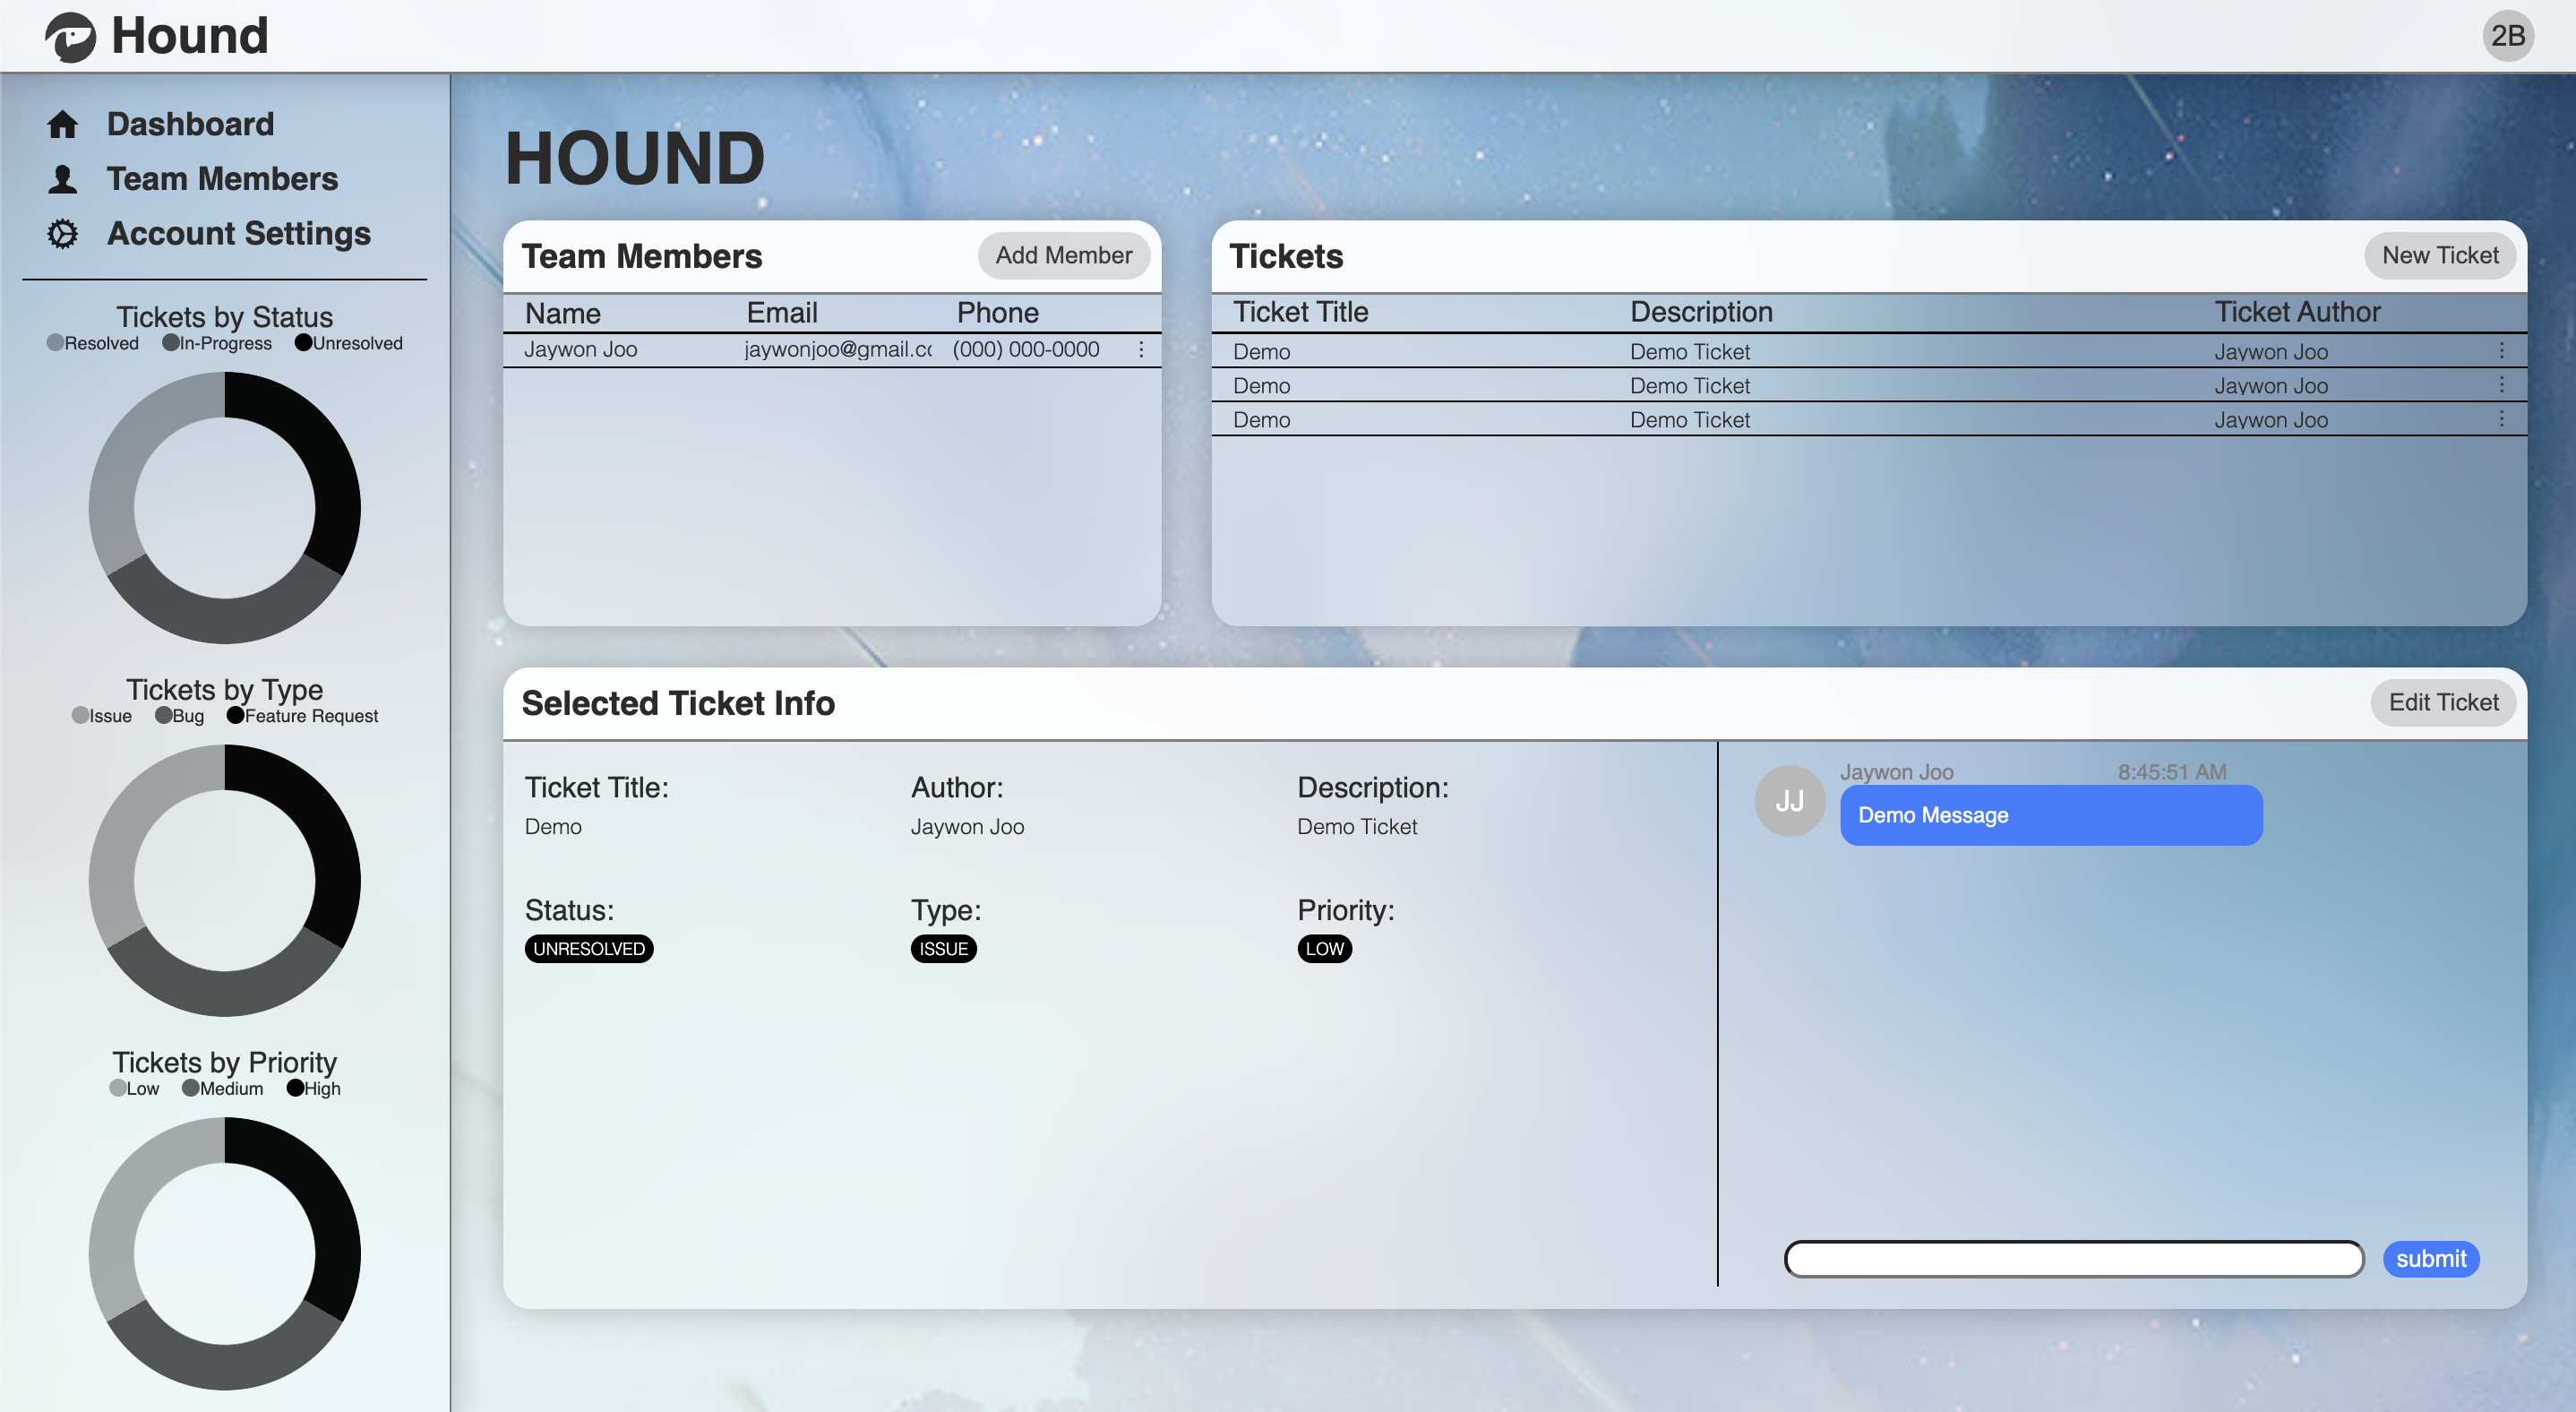 Hound
2B
Dashboard
Team Members
Account Settings
Tickets by Status
Resolved In-Progress Unresolved
Tickets by Type
Issue Bug Feature Request
Tickets by Priority
Low Medium High
HOUND
Team Members Add Member
Name Email Phone
Jaywon Joo jaywonjoo@gmail.cc (000) 000-0000
Tickets New Ticket
Ticket Title Description Ticket Author
Demo Demo Ticket Jaywon Joo
Demo Demo Ticket Jaywon Joo
Demo Demo Ticket Jaywon Joo
Selected Ticket Info Edit Ticket
Ticket Title: Author: Description:
Demo Jaywon Joo Demo Ticket
Status: Type: Priority:
UNRESOLVED ISSUE LOW
Jaywon Joo 8:45:51 AM
JJ
Demo Message
submit